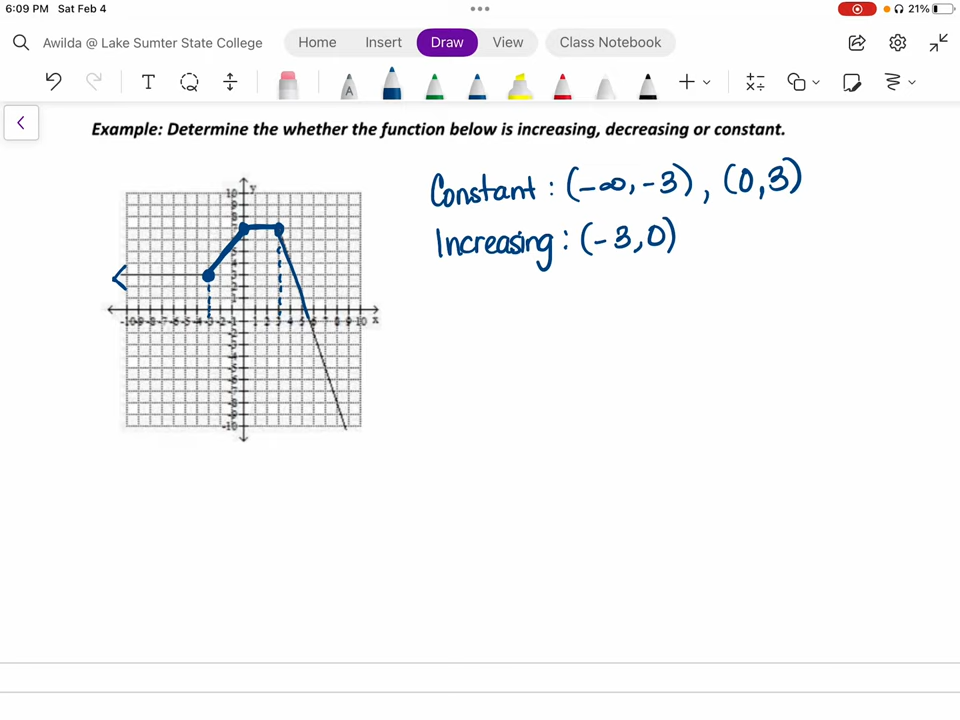 6:09 PM Sat Feb 4
21%
Awilda @ Lake Sumter State College
Home Insert Draw View Class Notebook
T
A
Example: Determine the whether the function below is increasing, decreasing or constant.
Constant : (-∞, -3) , (0,3)
Increasing : (-3,0)
y
x